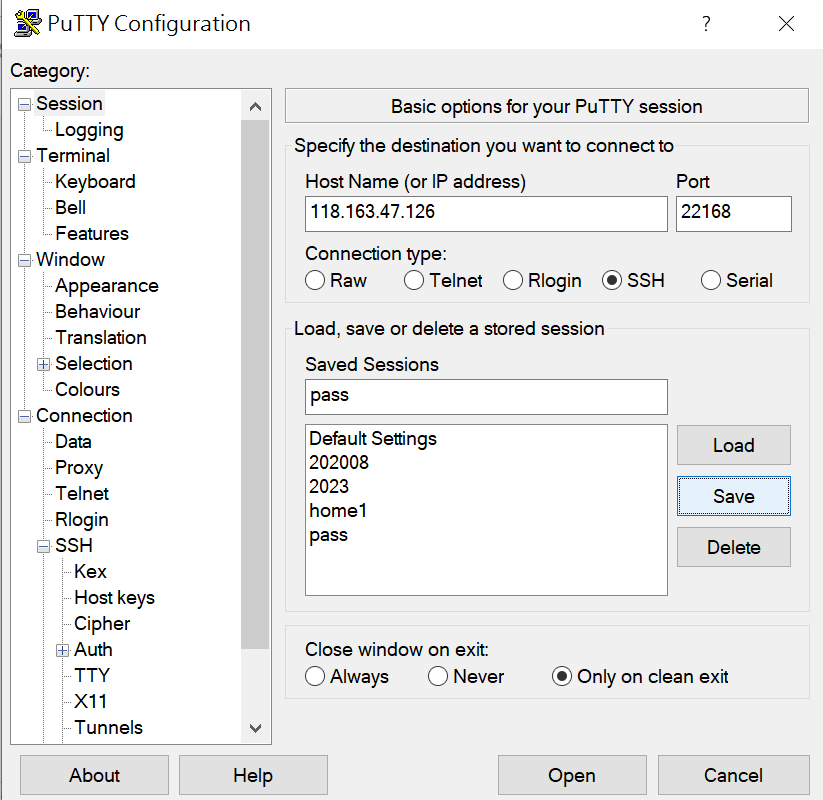 PuTTY Configuration
?
Category:
Session
Logging
Terminal
Keyboard
Bell
Features
Window
Appearance
Behaviour
Translation
Selection
Colours
Connection
Data
Proxy
Telnet
Rlogin
SSH
Kex
Host keys
Cipher
Auth
TTY
X11
Tunnels
Basic options for your PuTTY session
Specify the destination you want to connect to
Host Name (or IP address) Port
118.163.47.126 22168
Connection type:
Raw Telnet Rlogin SSH Serial
Load, save or delete a stored session
Saved Sessions
pass
Default Settings
202008
2023
home1
pass
Load
Save
Delete
Close window on exit:
Always Never Only on clean exit
About Help Open Cancel